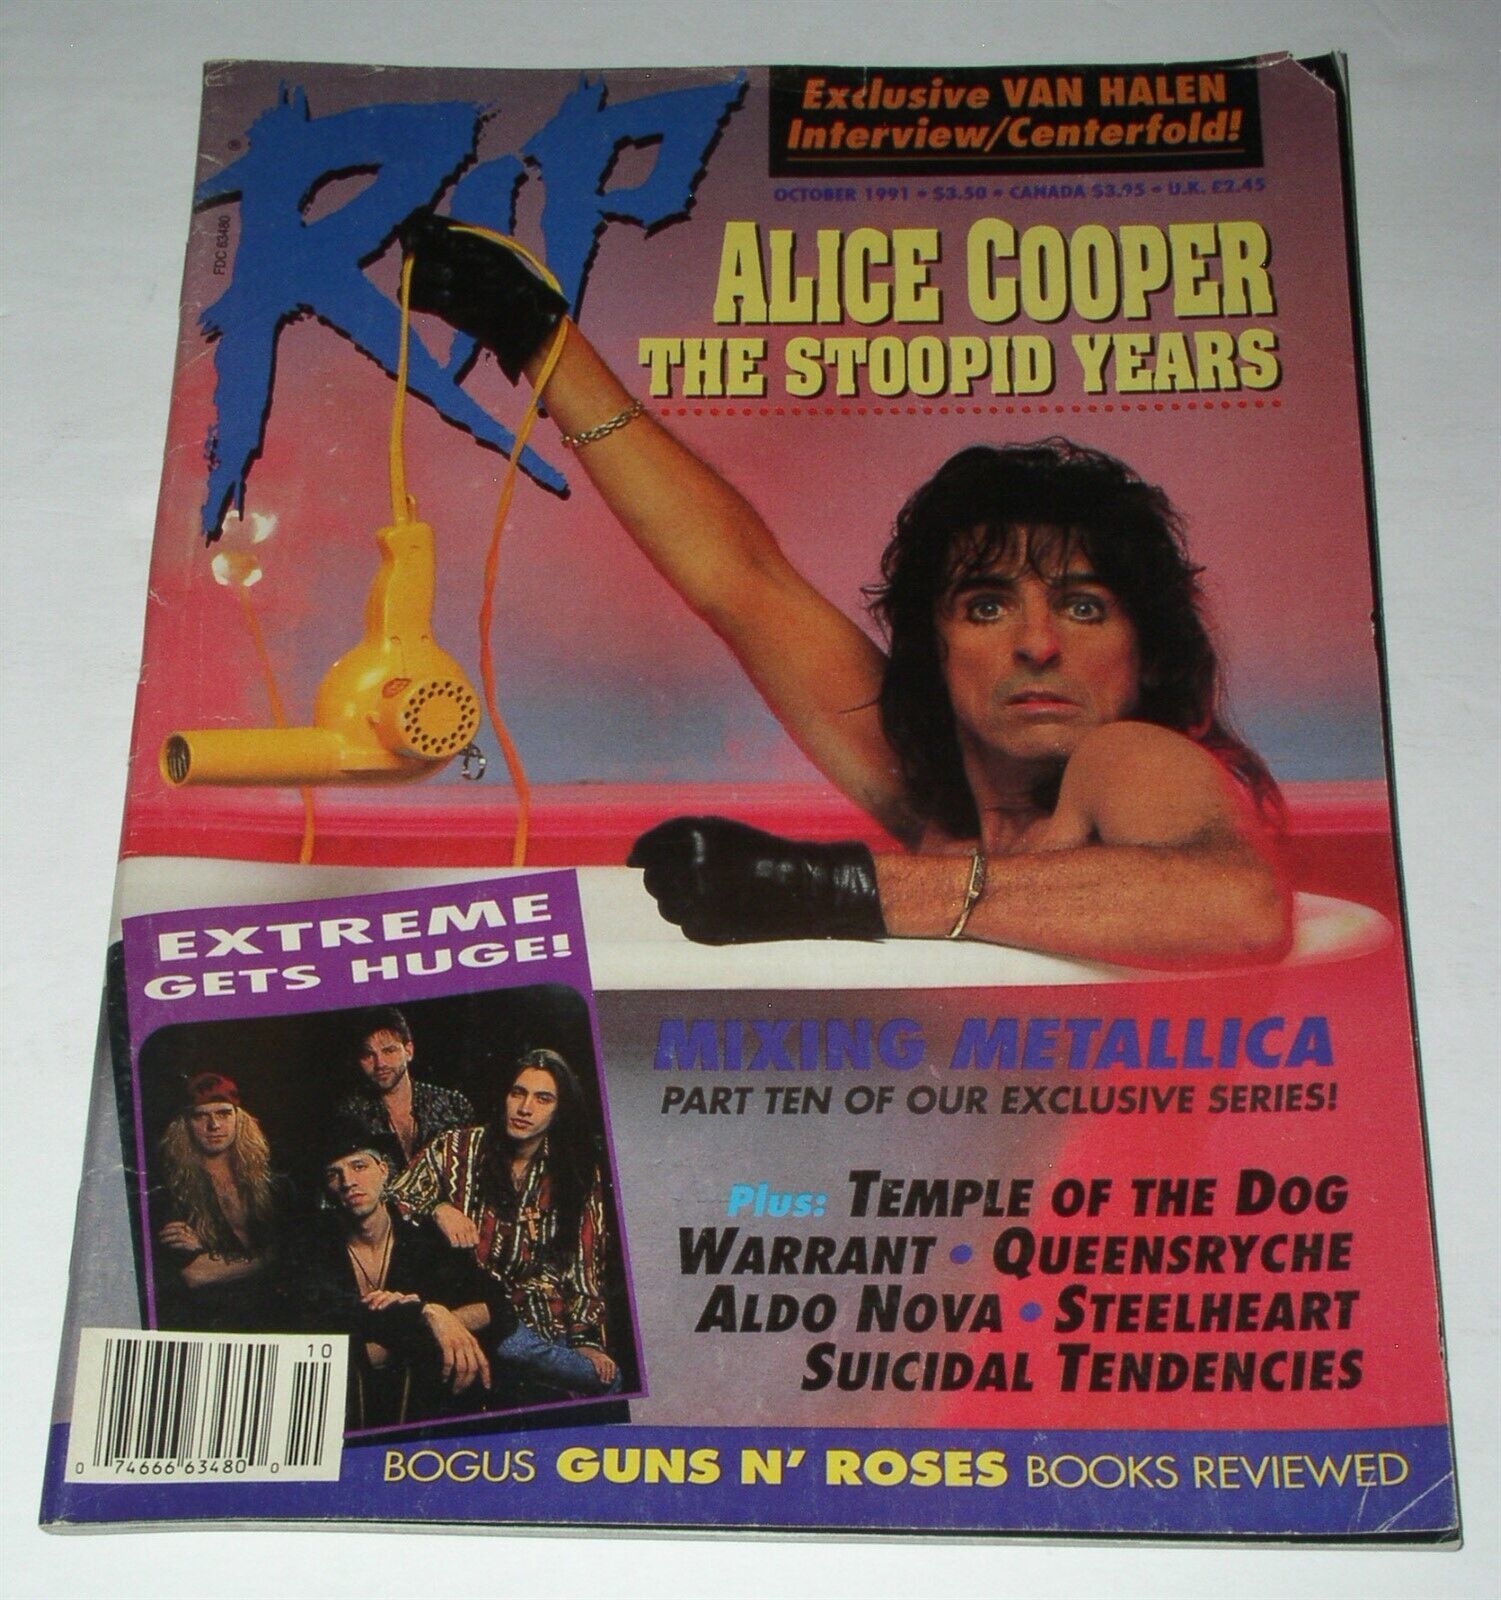 RIP
®
FDC 63480
Exclusive VAN HALEN
Interview/Centerfold!
OCTOBER 1991 • $3.50 • CANADA $3.95 • U.K. £2.45
ALICE COOPER
THE STOOPID YEARS
EXTREME
GETS HUGE!
MIXING METALLICA
PART TEN OF OUR EXCLUSIVE SERIES!
Plus: TEMPLE OF THE DOG
WARRANT • QUEENSRYCHE
ALDO NOVA • STEELHEART
SUICIDAL TENDENCIES
10
0 74666 63480 0
BOGUS GUNS N' ROSES BOOKS REVIEWED